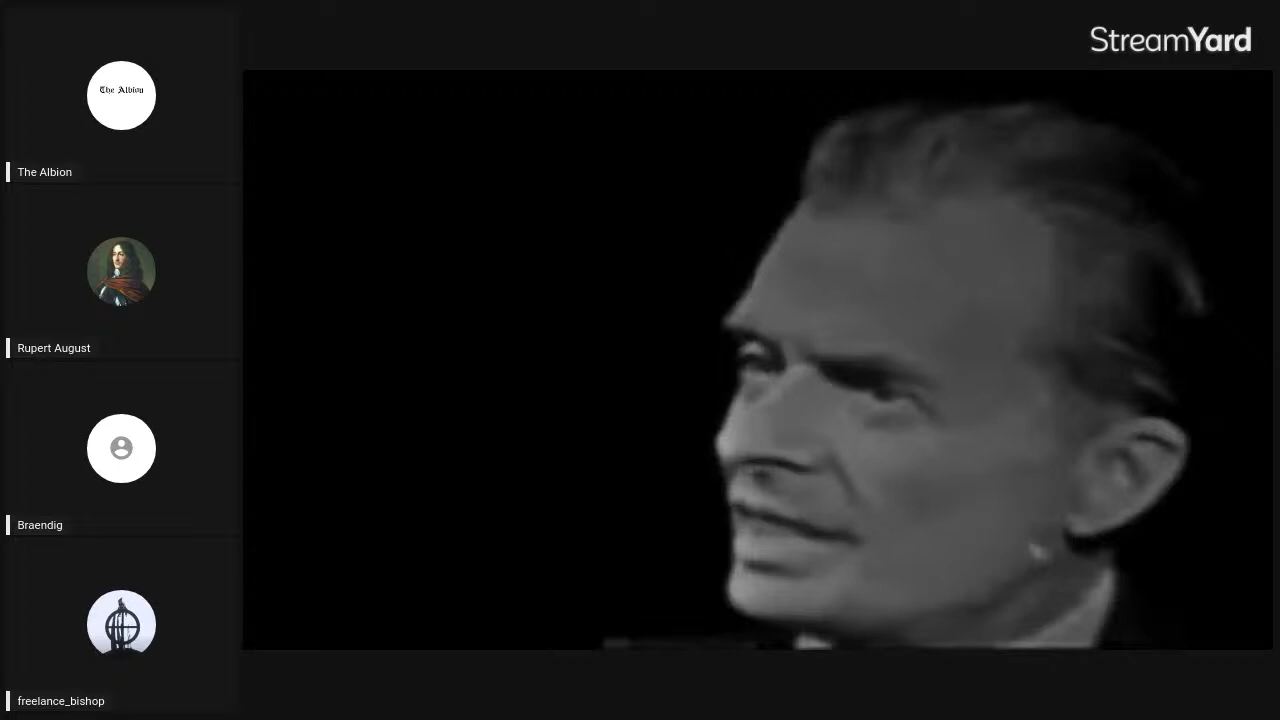 StreamYard
The Albion
The Albion
Rupert August
Braendig
freelance_bishop